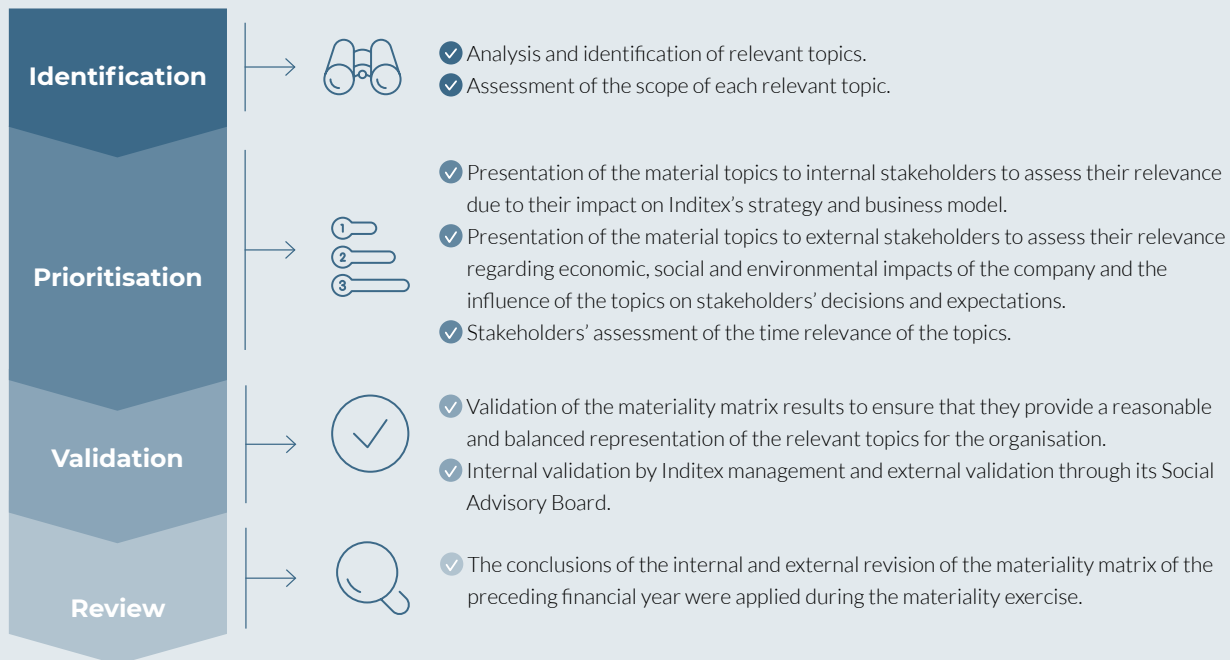 Identification
Analysis and identification of relevant topics.
Assessment of the scope of each relevant topic.
Prioritisation
1
2
3
Presentation of the material topics to internal stakeholders to assess their relevance
due to their impact on Inditex’s strategy and business model.
Presentation of the material topics to external stakeholders to assess their relevance
regarding economic, social and environmental impacts of the company and the
influence of the topics on stakeholders’ decisions and expectations.
Stakeholders’ assessment of the time relevance of the topics.
Validation
Validation of the materiality matrix results to ensure that they provide a reasonable
and balanced representation of the relevant topics for the organisation.
Internal validation by Inditex management and external validation through its Social
Advisory Board.
Review
The conclusions of the internal and external revision of the materiality matrix of the
preceding financial year were applied during the materiality exercise.